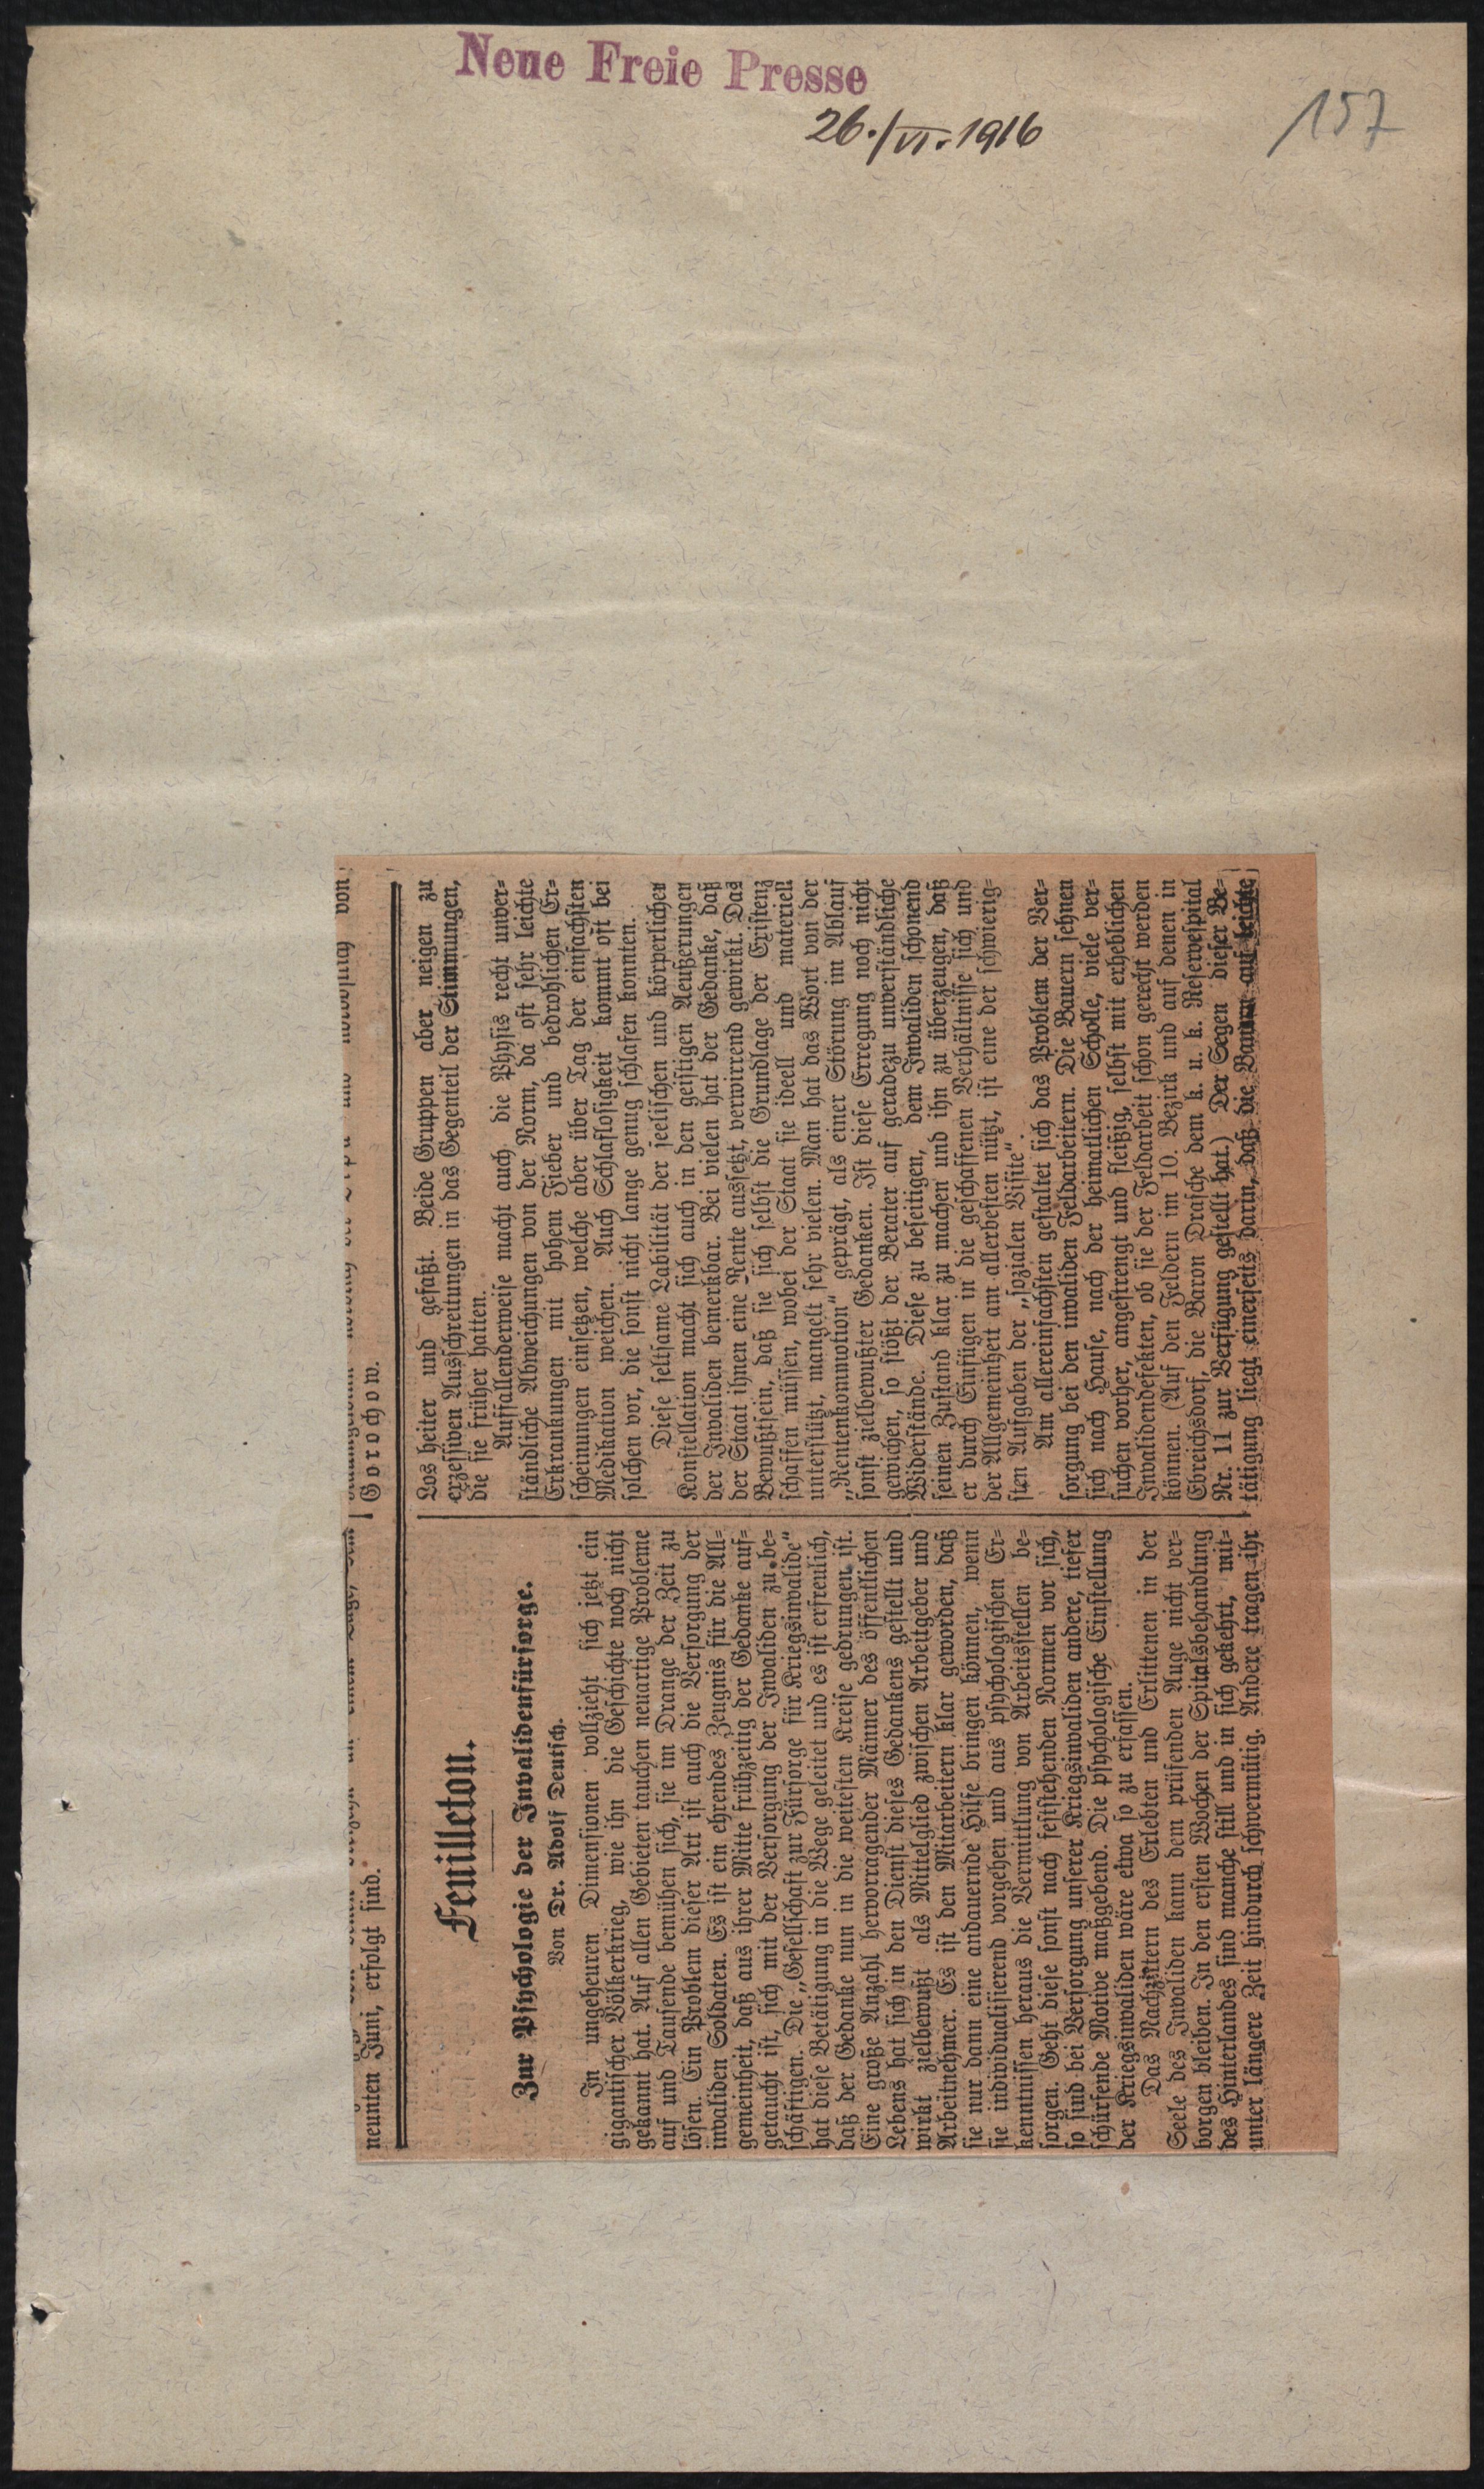 Neue Freie Presse
26./VI. 1916
157
neunten Juni, erfolgt sind.
Gorochow.
Feuilleton.
Zur Psychologie der Invalidenfürsorge.
Von Dr. Adolf Deutsch.
In ungeheuren Dimensionen vollzieht sich jetzt ein
gigantischer Völkerkrieg, wie ihn die Geschichte noch nicht
gekannt hat. Auf allen Gebieten tauchen neuartige Probleme
auf und Tausende bemühen sich, sie im Drange der Zeit zu
lösen. Ein Problem dieser Art ist auch die Versorgung der
invaliden Soldaten. Es ist ein ehrendes Zeugnis für die All-
gemeinheit, daß aus ihrer Mitte frühzeitig der Gedanke auf-
getaucht ist, sich mit der Versorgung der Invaliden zu be-
schäftigen. Die „Gesellschaft zur Fürsorge für Kriegsinvalide“
hat diese Betätigung in die Wege geleitet und es ist erfreulich,
daß der Gedanke nun in die weitesten Kreise gedrungen ist.
Eine große Anzahl hervorragender Männer des öffentlichen
Lebens hat sich in den Dienst dieses Gedankens gestellt und
wirkt zielbewußt als Mittelglied zwischen Arbeitgeber und
Arbeitnehmer. Es ist den Mitarbeitern klar geworden, daß
sie nur dann eine andauernde Hilfe bringen können, wenn
sie individualisierend vorgehen und aus psychologischen Er-
kenntnissen heraus die Vermittlung von Arbeitsstellen be-
sorgen. Geht diese sonst nach feststehenden Normen vor sich,
so sind bei Versorgung unserer Kriegsinvaliden andere, tiefer
schürfende Motive maßgebend. Die psychologische Einstellung
der Kriegsinvaliden wäre etwa so zu erfassen.
Das Nachzittern des Erlebten und Erlittenen in der
Seele des Invaliden kann dem prüfenden Auge nicht ver-
borgen bleiben. In den ersten Wochen der Spitalsbehandlung
des Hinterlandes sind manche still und in sich gekehrt, mit-
unter längere Zeit hindurch schwermütig. Andere tragen ihr
Los heiter und gefaßt. Beide Gruppen aber neigen zu
exzessiven Ausschreitungen in das Gegenteil der Stimmungen,
die sie früher hatten.
Auffallenderweise macht auch die Physis recht unver-
ständliche Abweichungen von der Norm, da oft sehr leichte
Erkrankungen mit hohem Fieber und bedrohlichen Er-
scheinungen einsetzen, welche aber über Tag der einfachsten
Medikation weichen. Auch Schlaflosigkeit kommt oft bei
solchen vor, die sonst nicht lange genug schlafen konnten.
Diese seltsame Labilität der seelischen und körperlichen
Konstellation macht sich auch in den geistigen Aeußerungen
der Invaliden bemerkbar. Bei vielen hat der Gedanke, daß
der Staat ihnen eine Rente aussetzt, verwirrend gewirkt. Das
Bewußtsein, daß sie sich selbst die Grundlage der Existenz
schaffen müssen, wobei der Staat sie ideell und materiell
unterstützt, mangelt sehr vielen. Man hat das Wort von der
„Rentenkommotion“ geprägt, als einer Störung im Ablauf
sonst zielbewußter Gedanken. Ist diese Erregung noch nicht
gewichen, so stößt der Berater auf geradezu unverständliche
Widerstände. Diese zu beseitigen, dem Invaliden schonend
seinen Zustand klar zu machen und ihn zu überzeugen, daß
er durch Einfügen in die geschaffenen Verhältnisse sich und
der Allgemeinheit am allerbesten nützt, ist eine der schwierig-
sten Aufgaben der „sozialen Visite“.
Am allereinfachsten gestaltet sich das Problem der Ver-
sorgung bei den invaliden Feldarbeitern. Die Bauern sehnen
sich nach Hause, nach der heimatlichen Scholle, viele ver-
suchen vorher, angestrengt und fleißig, selbst mit erheblichen
Invalidendefekten, ob sie der Feldarbeit schon gerecht werden
können. (Auf den Feldern im 10. Bezirk und auf denen in
Ebreichsdorf, die Baron Drasche dem k. u. k. Reservespital
Nr. 11 zur Verfügung gestellt hat.) Der Segen dieser Be-
tätigung liegt einerseits darin, daß die Bauern auf leichte